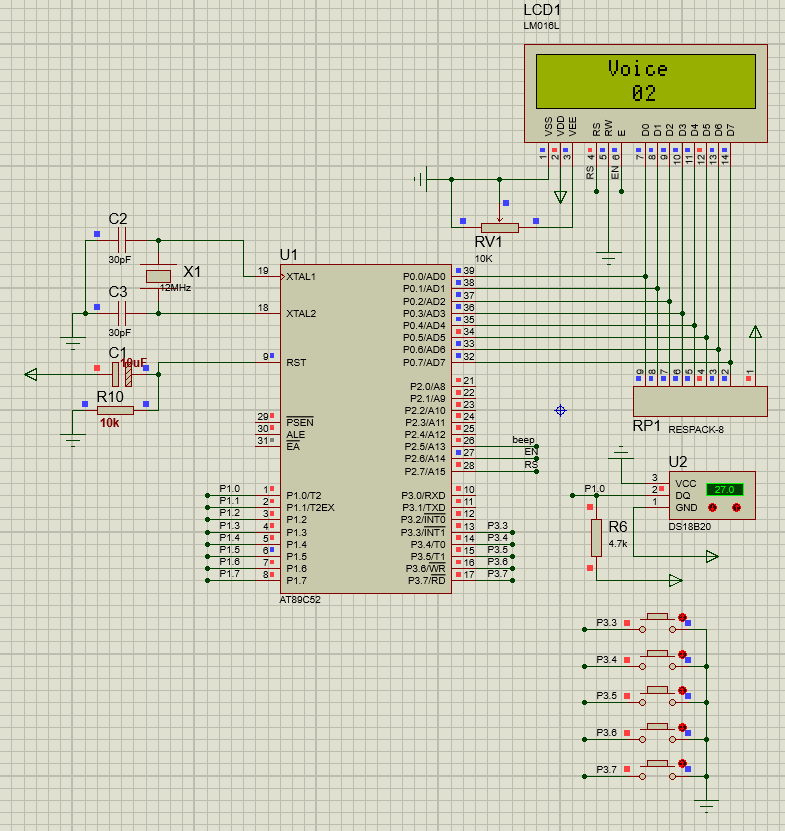 LCD1
LM016L
Voice
02
VSS VDD VEE RS RW E D0 D1 D2 D3 D4 D5 D6 D7
1 2 3 4 5 6 7 8 9 10 11 12 13 14
RS EN
RV1
10K
C2
30pF
X1
12MHz
C3
30pF
C1
10uF
R10
10k
U1
19 XTAL1
18 XTAL2
9 RST
29 PSEN
30 ALE
31 EA
P1.0 1 P1.0/T2
P1.1 2 P1.1/T2EX
P1.2 3 P1.2
P1.3 4 P1.3
P1.4 5 P1.4
P1.5 6 P1.5
P1.6 7 P1.6
P1.7 8 P1.7
P0.0/AD0 39
P0.1/AD1 38
P0.2/AD2 37
P0.3/AD3 36
P0.4/AD4 35
P0.5/AD5 34
P0.6/AD6 33
P0.7/AD7 32
P2.0/A8 21
P2.1/A9 22
P2.2/A10 23
P2.3/A11 24
P2.4/A12 25
P2.5/A13 26 beep
P2.6/A14 27 EN
P2.7/A15 28 RS
P3.0/RXD 10
P3.1/TXD 11
P3.2/INT0 12
P3.3/INT1 13 P3.3
P3.4/T0 14 P3.4
P3.5/T1 15 P3.5
P3.6/WR 16 P3.6
P3.7/RD 17 P3.7
AT89C52
9 8 7 6 5 4 3 2 1
RP1
RESPACK-8
U2
3 VCC
P1.0 2 DQ
1 GND
27.0
DS18B20
R6
4.7k
P3.3
P3.4
P3.5
P3.6
P3.7